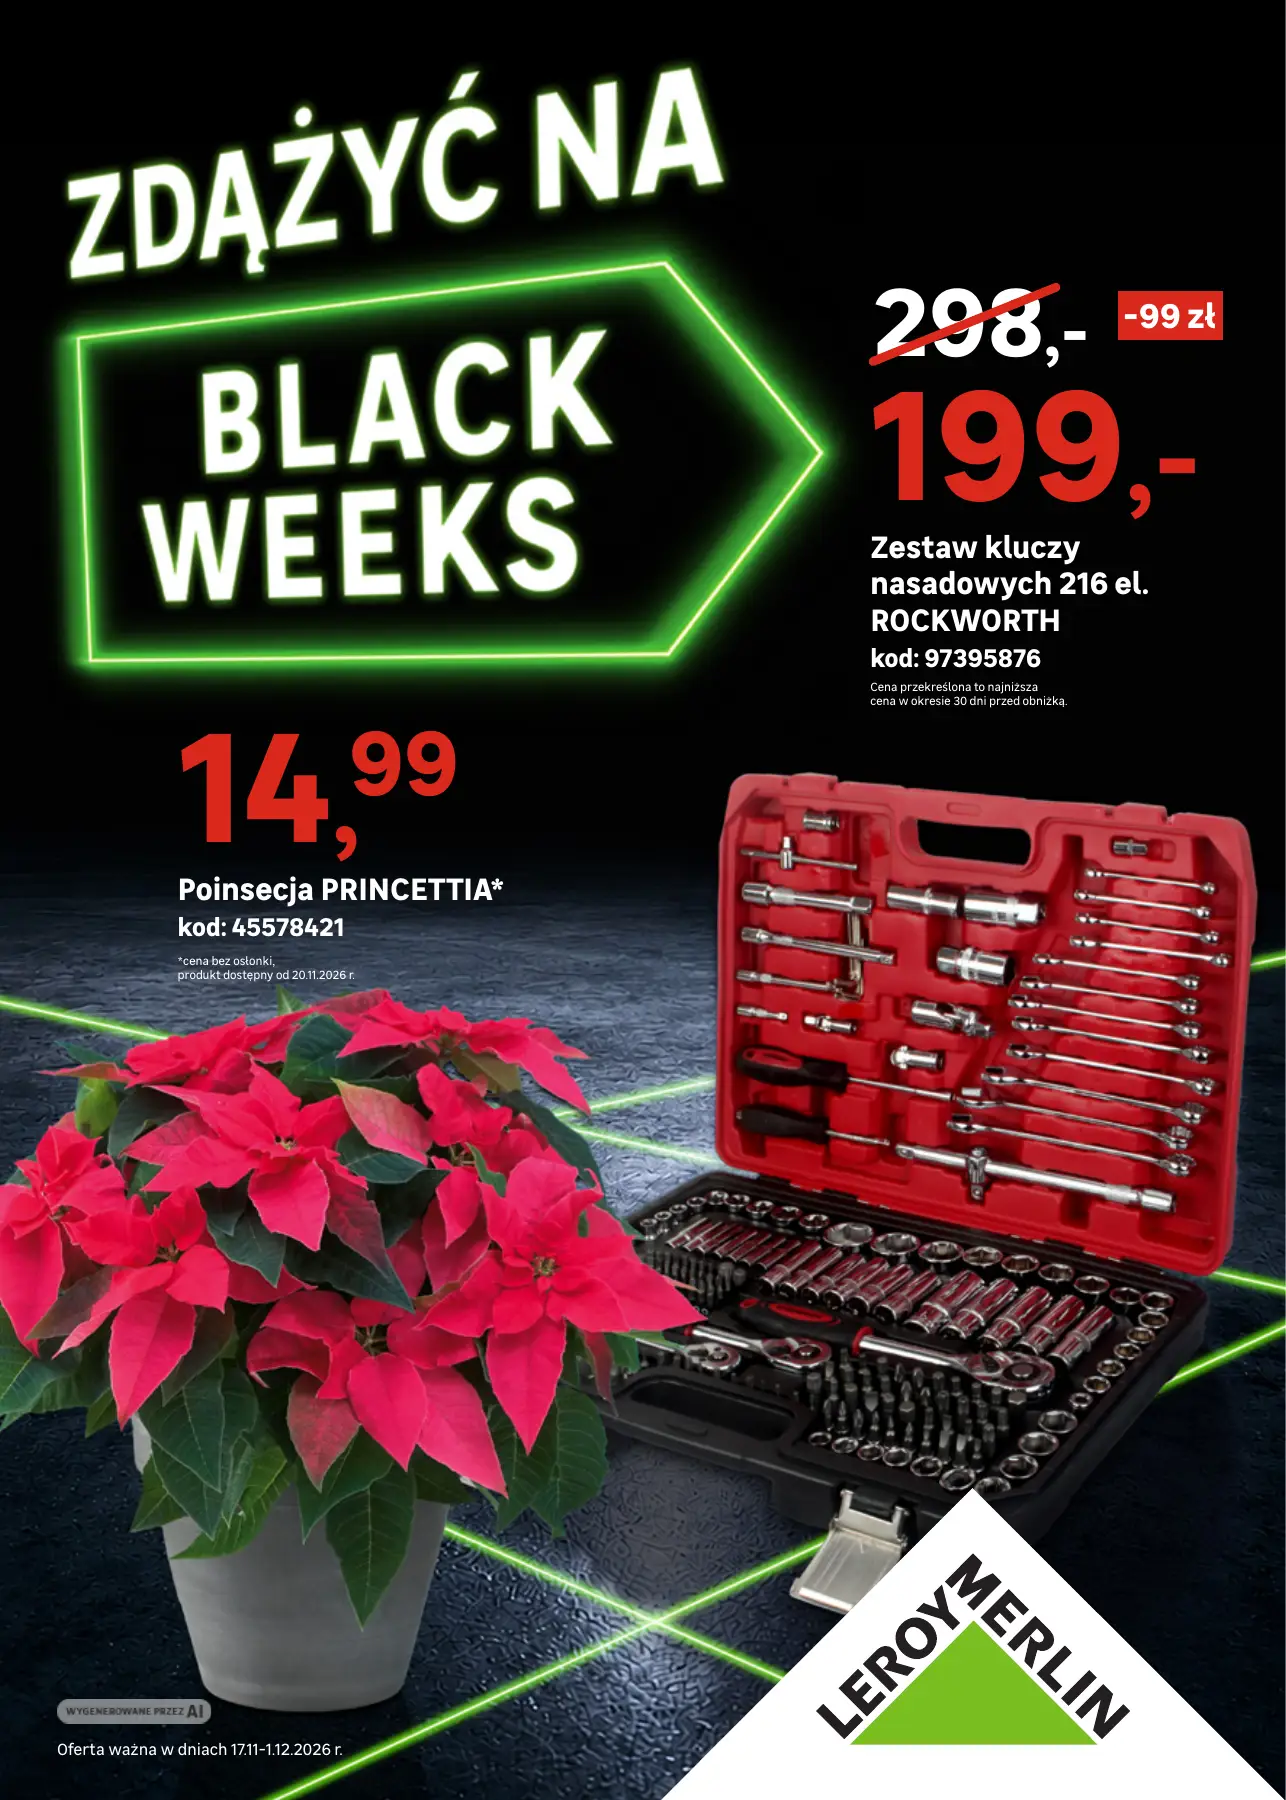 ZDĄŻYĆ NA
BLACK
WEEKS
298,- -99 zł
199,-
Zestaw kluczy
nasadowych 216 el.
ROCKWORTH
kod: 97395876
Cena przekreślona to najniższa
cena w okresie 30 dni przed obniżką.
14,99
Poinsecja PRINCETTIA*
kod: 45578421
*cena bez osłonki,
produkt dostępny od 20.11.2026 r.
LEROY MERLIN
WYGENEROWANE PRZEZ AI
Oferta ważna w dniach 17.11-1.12.2026 r.